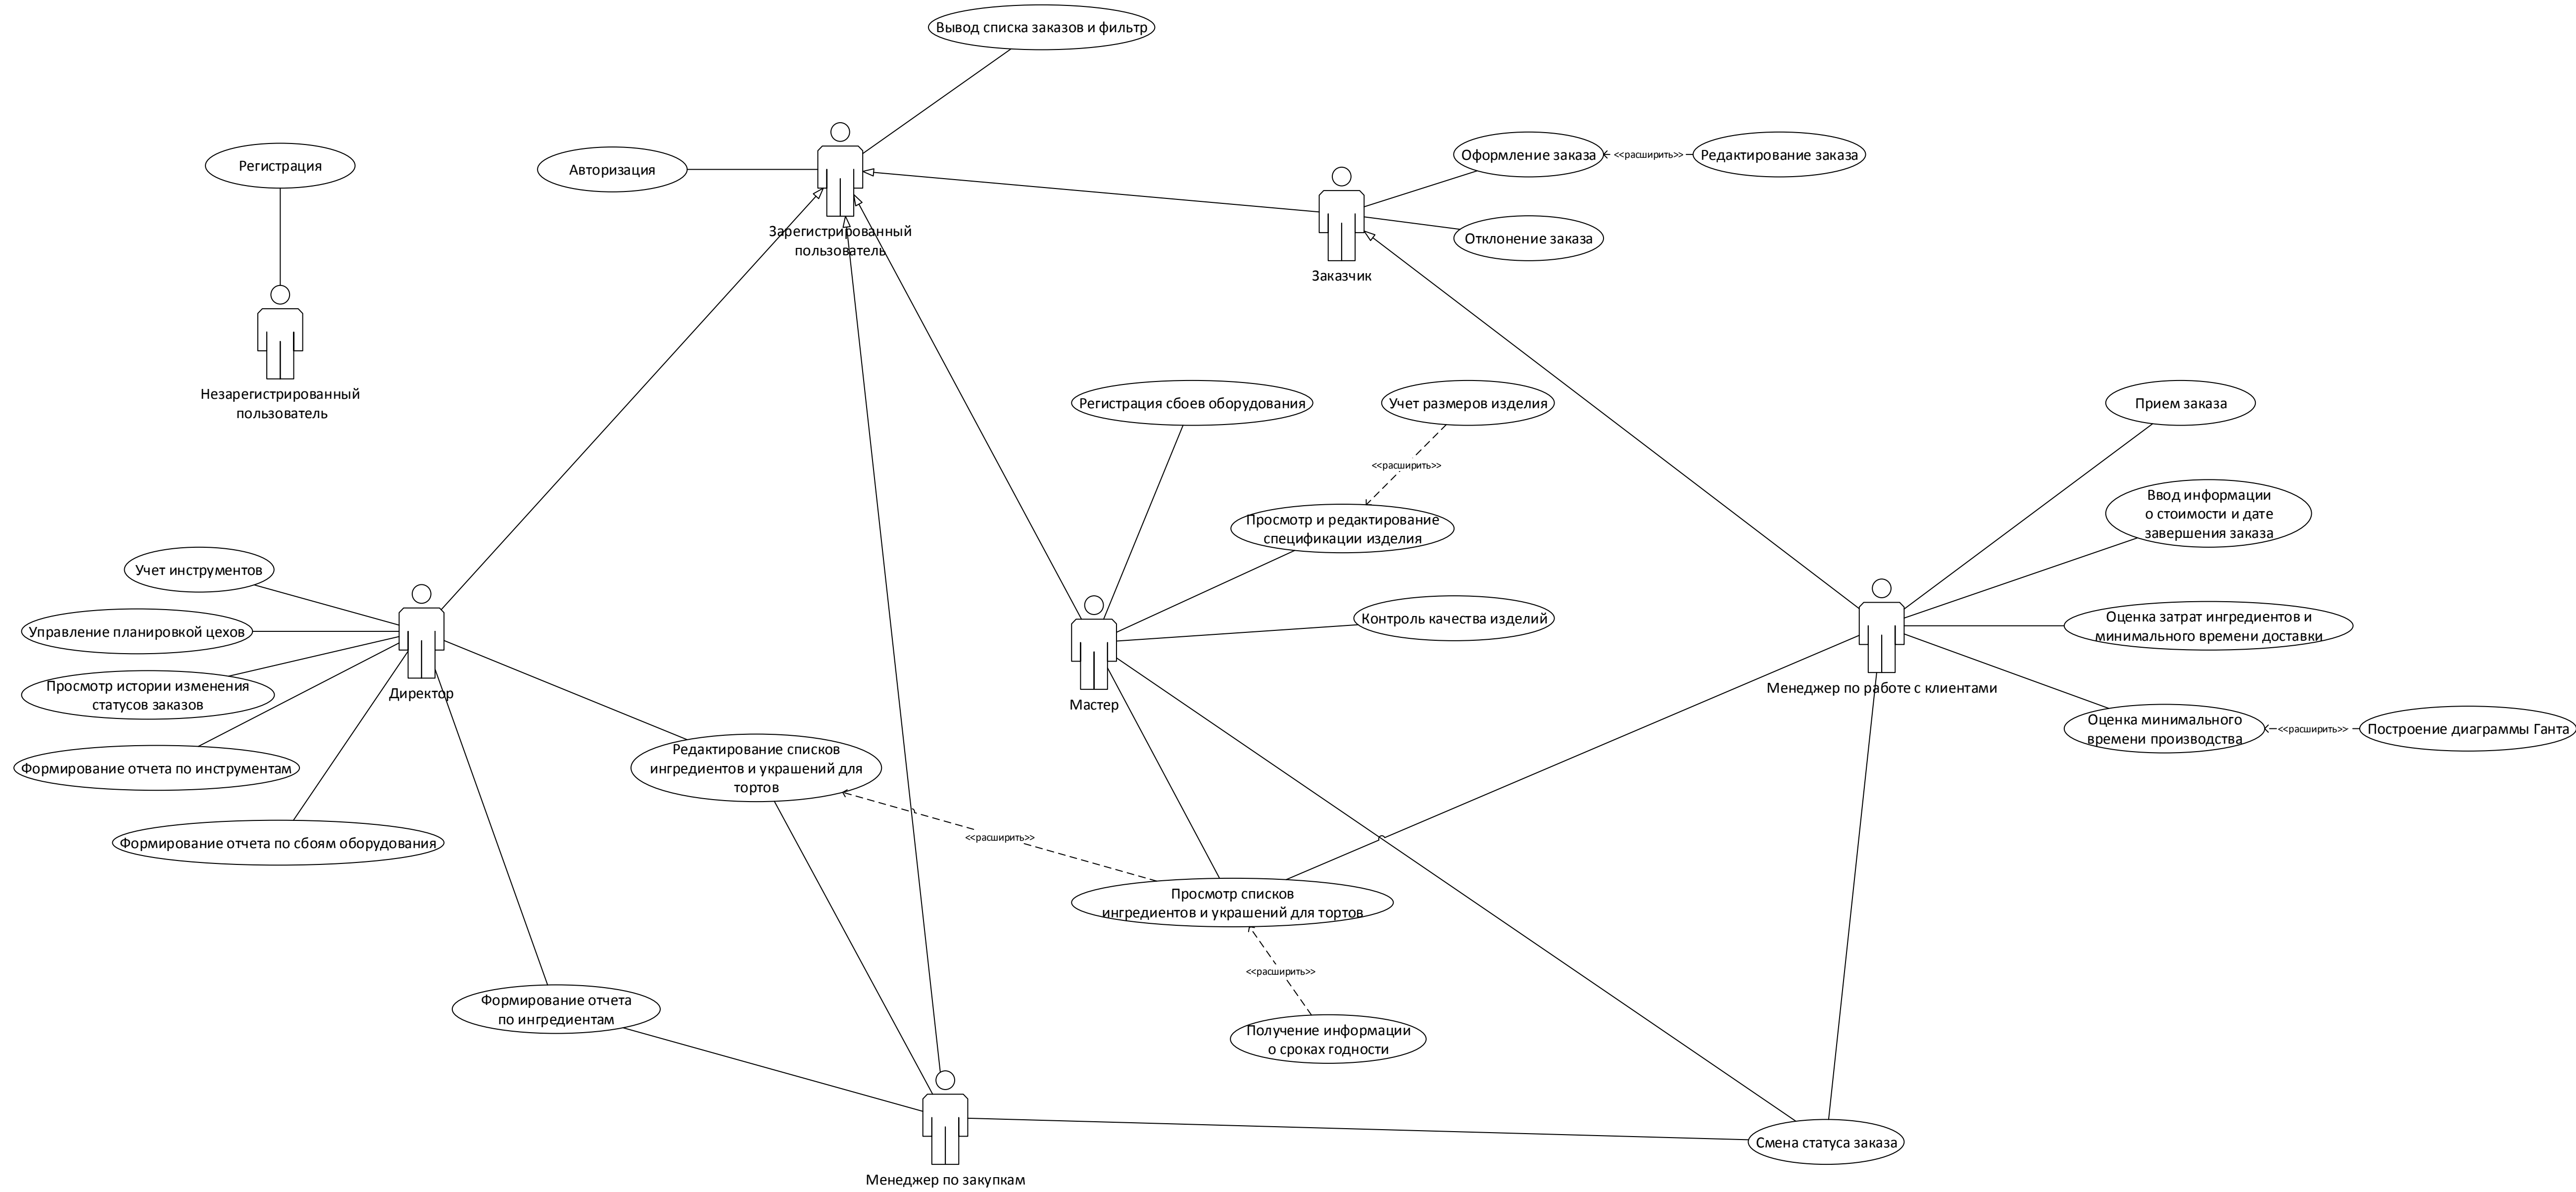 Вывод списка заказов и фильтр
Регистрация
Авторизация
Зарегистрированный
пользователь
Оформление заказа
<<расширить>>
Редактирование заказа
Отклонение заказа
Заказчик
Незарегистрированный
пользователь
Регистрация сбоев оборудования
Учет размеров изделия
<<расширить>>
Просмотр и редактирование
спецификации изделия
Контроль качества изделий
Мастер
Прием заказа
Ввод информации
о стоимости и дате
завершения заказа
Оценка затрат ингредиентов и
минимального времени доставки
Менеджер по работе с клиентами
Оценка минимального
времени производства
<<расширить>>
Построение диаграммы Ганта
Учет инструментов
Управление планировкой цехов
Просмотр истории изменения
статусов заказов
Директор
Формирование отчета по инструментам
Формирование отчета по сбоям оборудования
Редактирование списков
ингредиентов и украшений для
тортов
<<расширить>>
Просмотр списков
ингредиентов и украшений для тортов
<<расширить>>
Получение информации
о сроках годности
Формирование отчета
по ингредиентам
Менеджер по закупкам
Смена статуса заказа